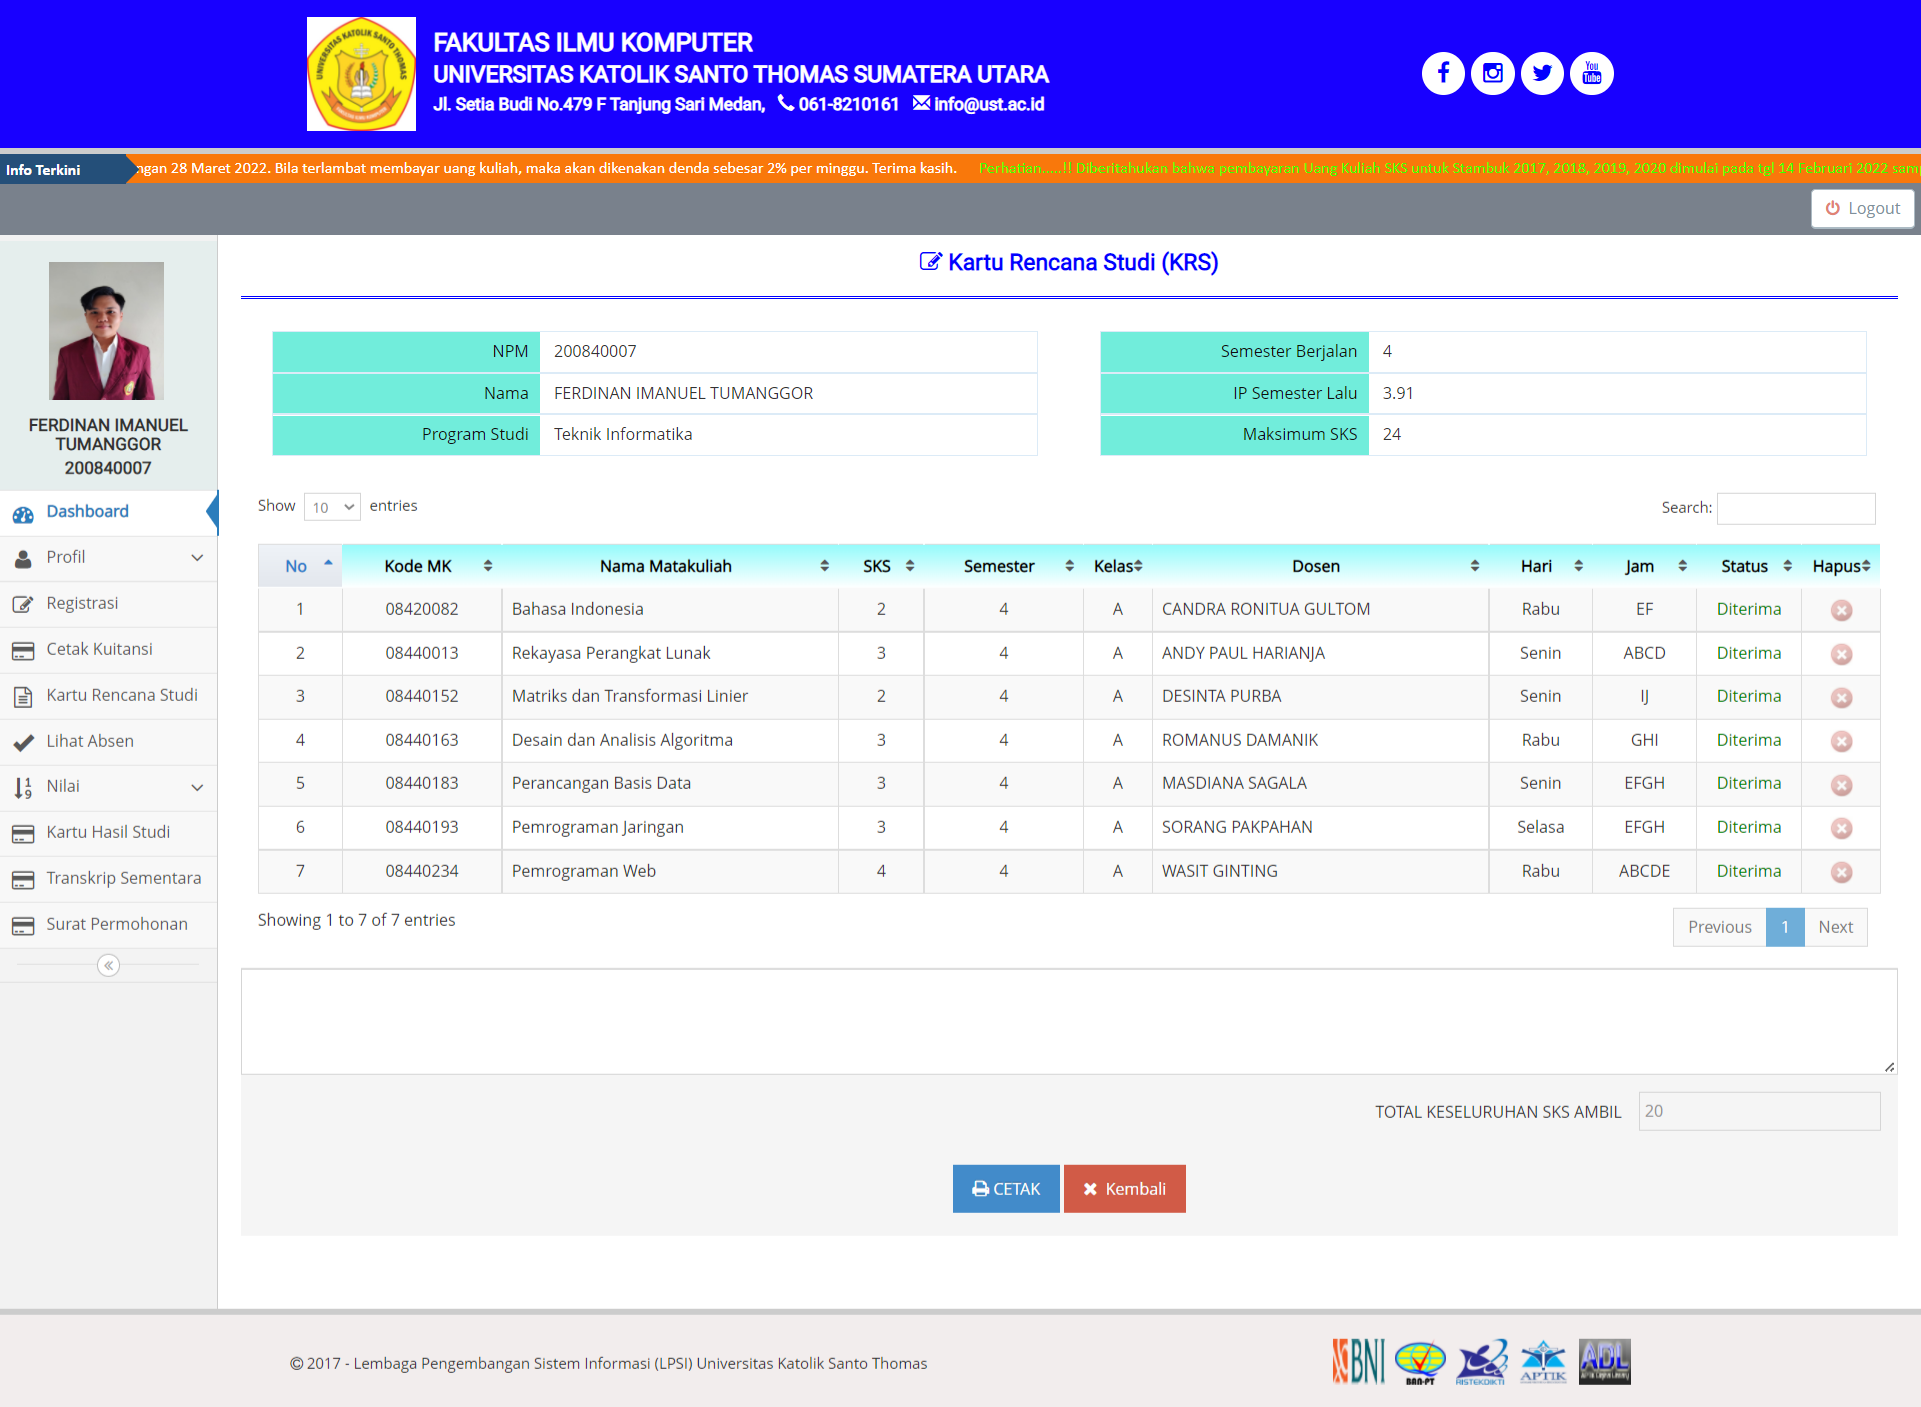 FAKULTAS ILMU KOMPUTER
UNIVERSITAS KATOLIK SANTO THOMAS SUMATERA UTARA
Jl. Setia Budi No.479 F Tanjung Sari Medan, 061-8210161 info@ust.ac.id
Info Terkini
ngan 28 Maret 2022. Bila terlambat membayar uang kuliah, maka akan dikenakan denda sebesar 2% per minggu. Terima kasih. Perhatian.....!! Diberitahukan bahwa pembayaran Uang Kuliah SKS untuk Stambuk 2017, 2018, 2019, 2020 dimulai pada tgl 14 Februari 2022 samp
Logout
FERDINAN IMANUEL
TUMANGGOR
200840007
Dashboard
Profil
Registrasi
Cetak Kuitansi
Kartu Rencana Studi
Lihat Absen
Nilai
Kartu Hasil Studi
Transkrip Sementara
Surat Permohonan
Kartu Rencana Studi (KRS)
NPM 200840007
Nama FERDINAN IMANUEL TUMANGGOR
Program Studi Teknik Informatika
Semester Berjalan 4
IP Semester Lalu 3.91
Maksimum SKS 24
Show 10 entries
Search:
No Kode MK Nama Matakuliah SKS Semester Kelas Dosen Hari Jam Status Hapus
1 08420082 Bahasa Indonesia 2 4 A CANDRA RONITUA GULTOM Rabu EF Diterima
2 08440013 Rekayasa Perangkat Lunak 3 4 A ANDY PAUL HARIANJA Senin ABCD Diterima
3 08440152 Matriks dan Transformasi Linier 2 4 A DESINTA PURBA Senin IJ Diterima
4 08440163 Desain dan Analisis Algoritma 3 4 A ROMANUS DAMANIK Rabu GHI Diterima
5 08440183 Perancangan Basis Data 3 4 A MASDIANA SAGALA Senin EFGH Diterima
6 08440193 Pemrograman Jaringan 3 4 A SORANG PAKPAHAN Selasa EFGH Diterima
7 08440234 Pemrograman Web 4 4 A WASIT GINTING Rabu ABCDE Diterima
Showing 1 to 7 of 7 entries
Previous 1 Next
TOTAL KESELURUHAN SKS AMBIL 20
CETAK Kembali
© 2017 - Lembaga Pengembangan Sistem Informasi (LPSI) Universitas Katolik Santo Thomas
BNI
BAN-PT
RISTEKDIKTI
APTIK
ADL